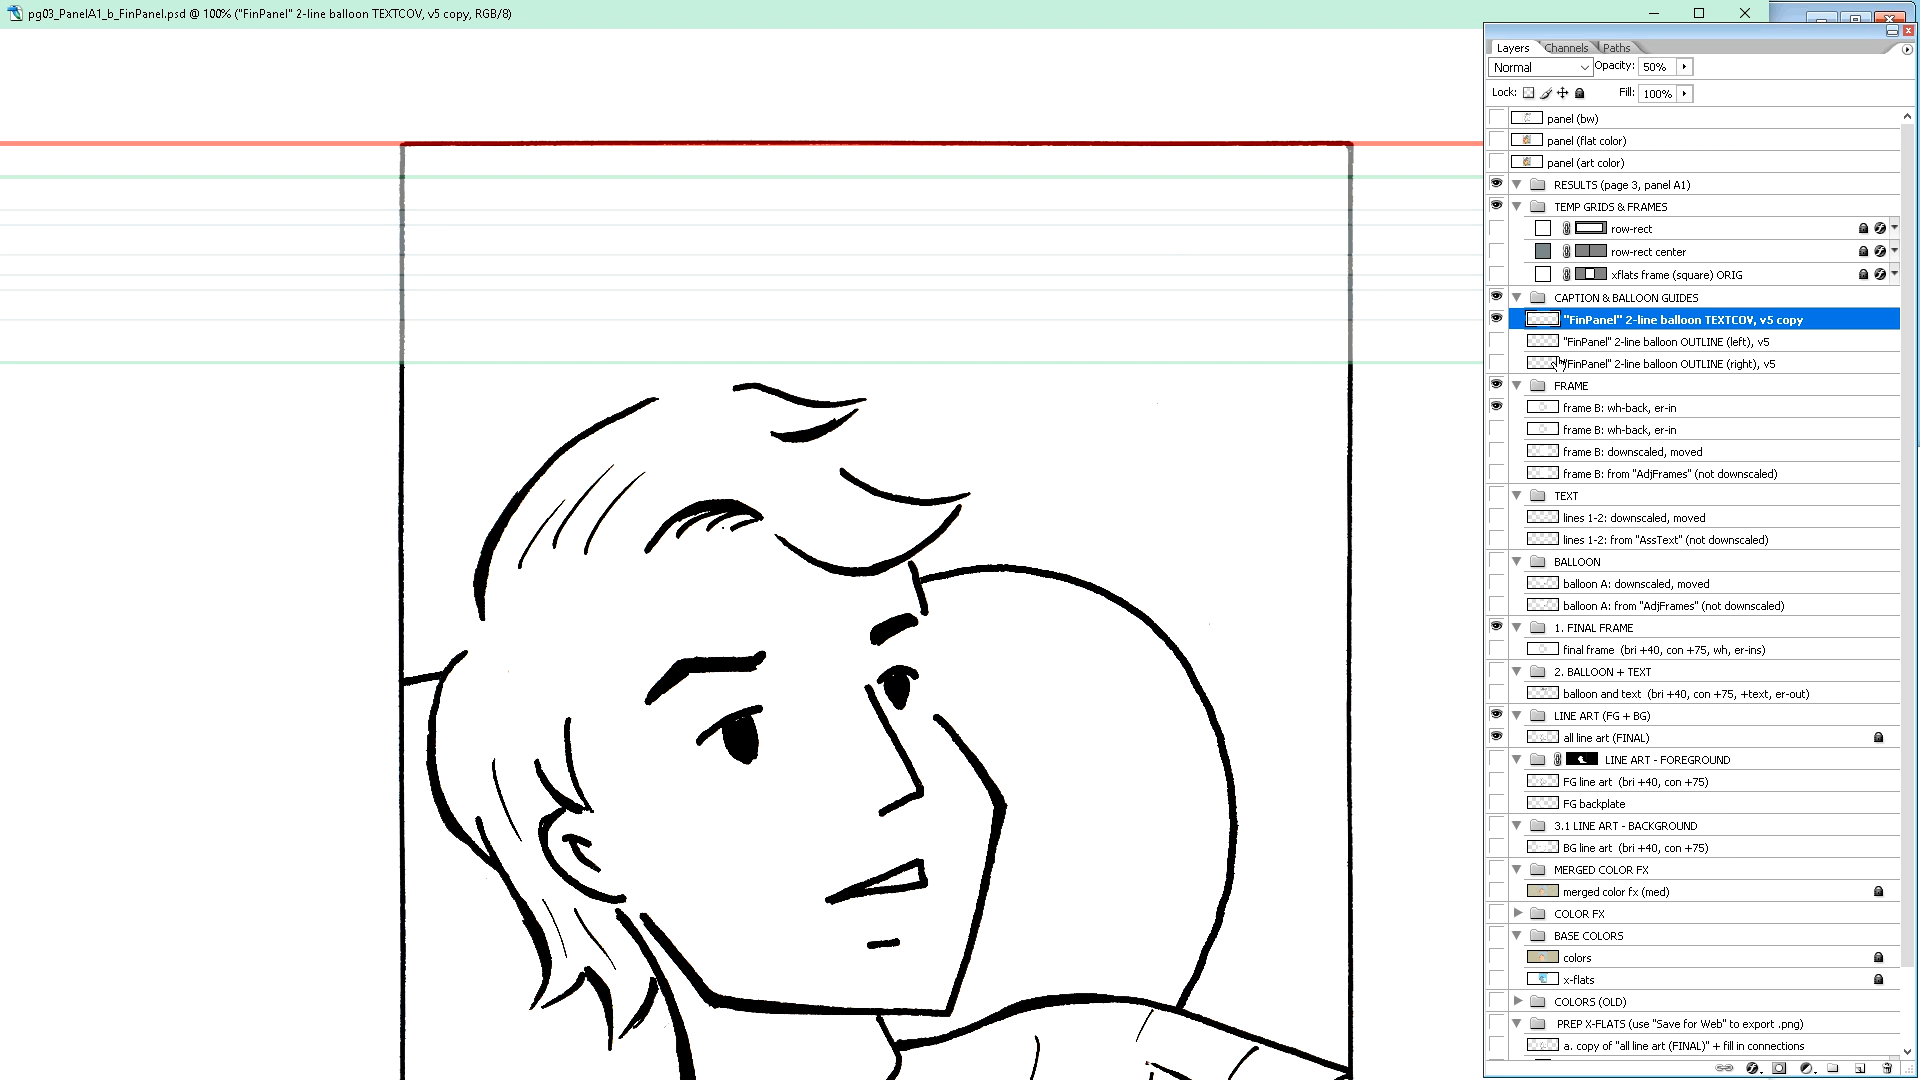 pg03_PanelA1_b_FinPanel.psd @ 100% ("FinPanel" 2-line balloon TEXTCOV, v5 copy, RGB/8)
Layers Channels Paths
Normal Opacity: 50%
Lock: Fill: 100%
panel (bw)
panel (flat color)
panel (art color)
RESULTS (page 3, panel A1)
TEMP GRIDS & FRAMES
row-rect
row-rect center
xflats frame (square) ORIG
CAPTION & BALLOON GUIDES
"FinPanel" 2-line balloon TEXTCOV, v5 copy
"FinPanel" 2-line balloon OUTLINE (left), v5
"FinPanel" 2-line balloon OUTLINE (right), v5
FRAME
frame B: wh-back, er-in
frame B: wh-back, er-in
frame B: downscaled, moved
frame B: from "AdjFrames" (not downscaled)
TEXT
lines 1-2: downscaled, moved
lines 1-2: from "AssText" (not downscaled)
BALLOON
balloon A: downscaled, moved
balloon A: from "AdjFrames" (not downscaled)
1. FINAL FRAME
final frame (bri +40, con +75, wh, er-ins)
2. BALLOON + TEXT
balloon and text (bri +40, con +75, +text, er-out)
LINE ART (FG + BG)
all line art (FINAL)
LINE ART - FOREGROUND
FG line art (bri +40, con +75)
FG backplate
3.1 LINE ART - BACKGROUND
BG line art (bri +40, con +75)
MERGED COLOR FX
merged color fx (med)
COLOR FX
BASE COLORS
colors
x-flats
COLORS (OLD)
PREP X-FLATS (use "Save for Web" to export .png)
a. copy of "all line art (FINAL)" + fill in connections